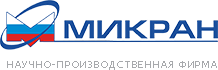 МИКРАН
НАУЧНО-ПРОИЗВОДСТВЕННАЯ ФИРМА